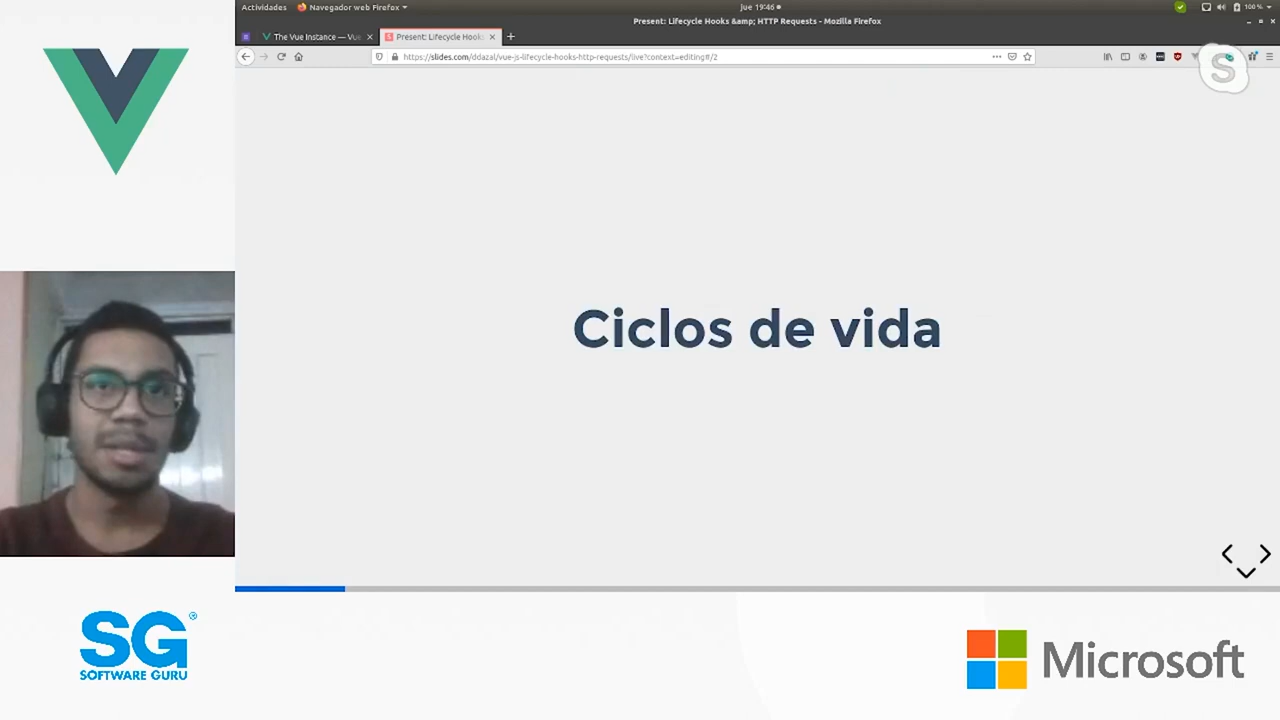 Actividades
Navegador web Firefox
Jue 19:46
100 %
Present: Lifecycle Hooks &amp; HTTP Requests - Mozilla Firefox
The Vue Instance — Vue
Present: Lifecycle Hook
https://slides.com/ddazal/vue-js-lifecycle-hooks-http-requests/live?context=editing#/2
Ciclos de vida
SG
®
SOFTWARE GURU
Microsoft